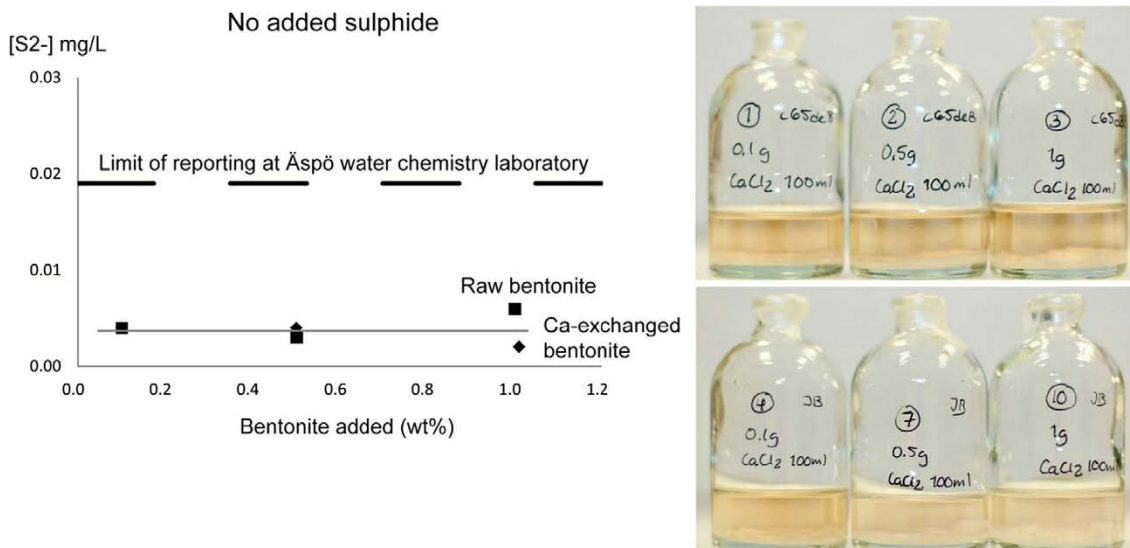 No added sulphide
[S2-] mg/L
0.03
Limit of reporting at Äspö water chemistry laboratory
0.02
0.01
Raw bentonite
Ca-exchanged
bentonite
0.00
0.0 0.2 0.4 0.6 0.8 1.0 1.2
Bentonite added (wt%)
1 C65deB
0.1g
CaCl2 100ml
2 C65deB
0.5g
CaCl2 100ml
3 C65deB
1g
CaCl2 100ml
4 JB
0.1g
CaCl2 100ml
7 JB
0.5g
CaCl2 100ml
10 JB
1g
CaCl2 100ml